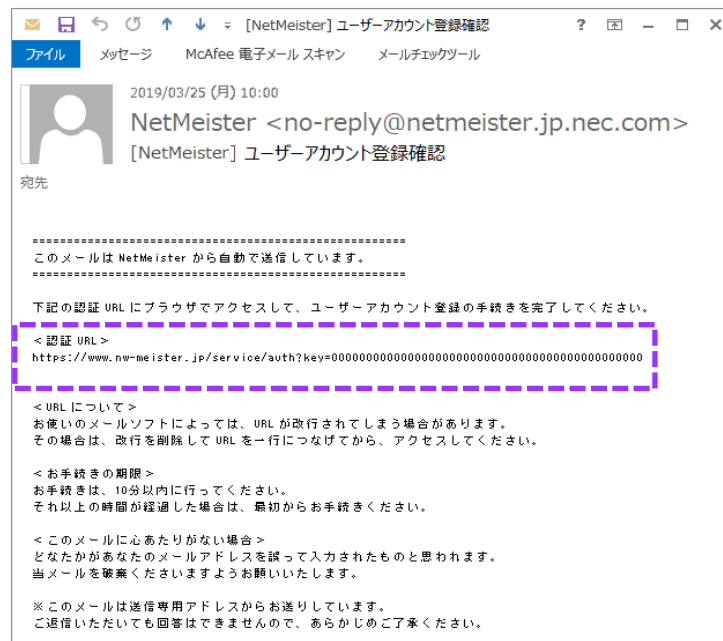 [NetMeister] ユーザーアカウント登録確認
ファイル メッセージ McAfee 電子メール スキャン メールチェックツール
2019/03/25 (月) 10:00
NetMeister <no-reply@netmeister.jp.nec.com>
[NetMeister] ユーザーアカウント登録確認
宛先
====================================================
このメールは NetMeister から自動で送信しています。
====================================================
下記の認証 URL にブラウザでアクセスして、ユーザーアカウント登録の手続きを完了してください。
<認証 URL>
https://www.nw-meister.jp/service/auth?key=00000000000000000000000000000000000000000000
<URL について>
お使いのメールソフトによっては、URL が改行されてしまう場合があります。
その場合は、改行を削除して URL を一行につなげてから、アクセスしてください。
<お手続きの期限>
お手続きは、10分以内に行ってください。
それ以上の時間が経過した場合は、最初からお手続きください。
<このメールに心あたりがない場合>
どなたかがあなたのメールアドレスを誤って入力されたものと思われます。
当メールを破棄くださいますようお願いいたします。
※このメールは送信専用アドレスからお送りしています。
ご返信いただいても回答はできませんので、あらかじめご了承ください。